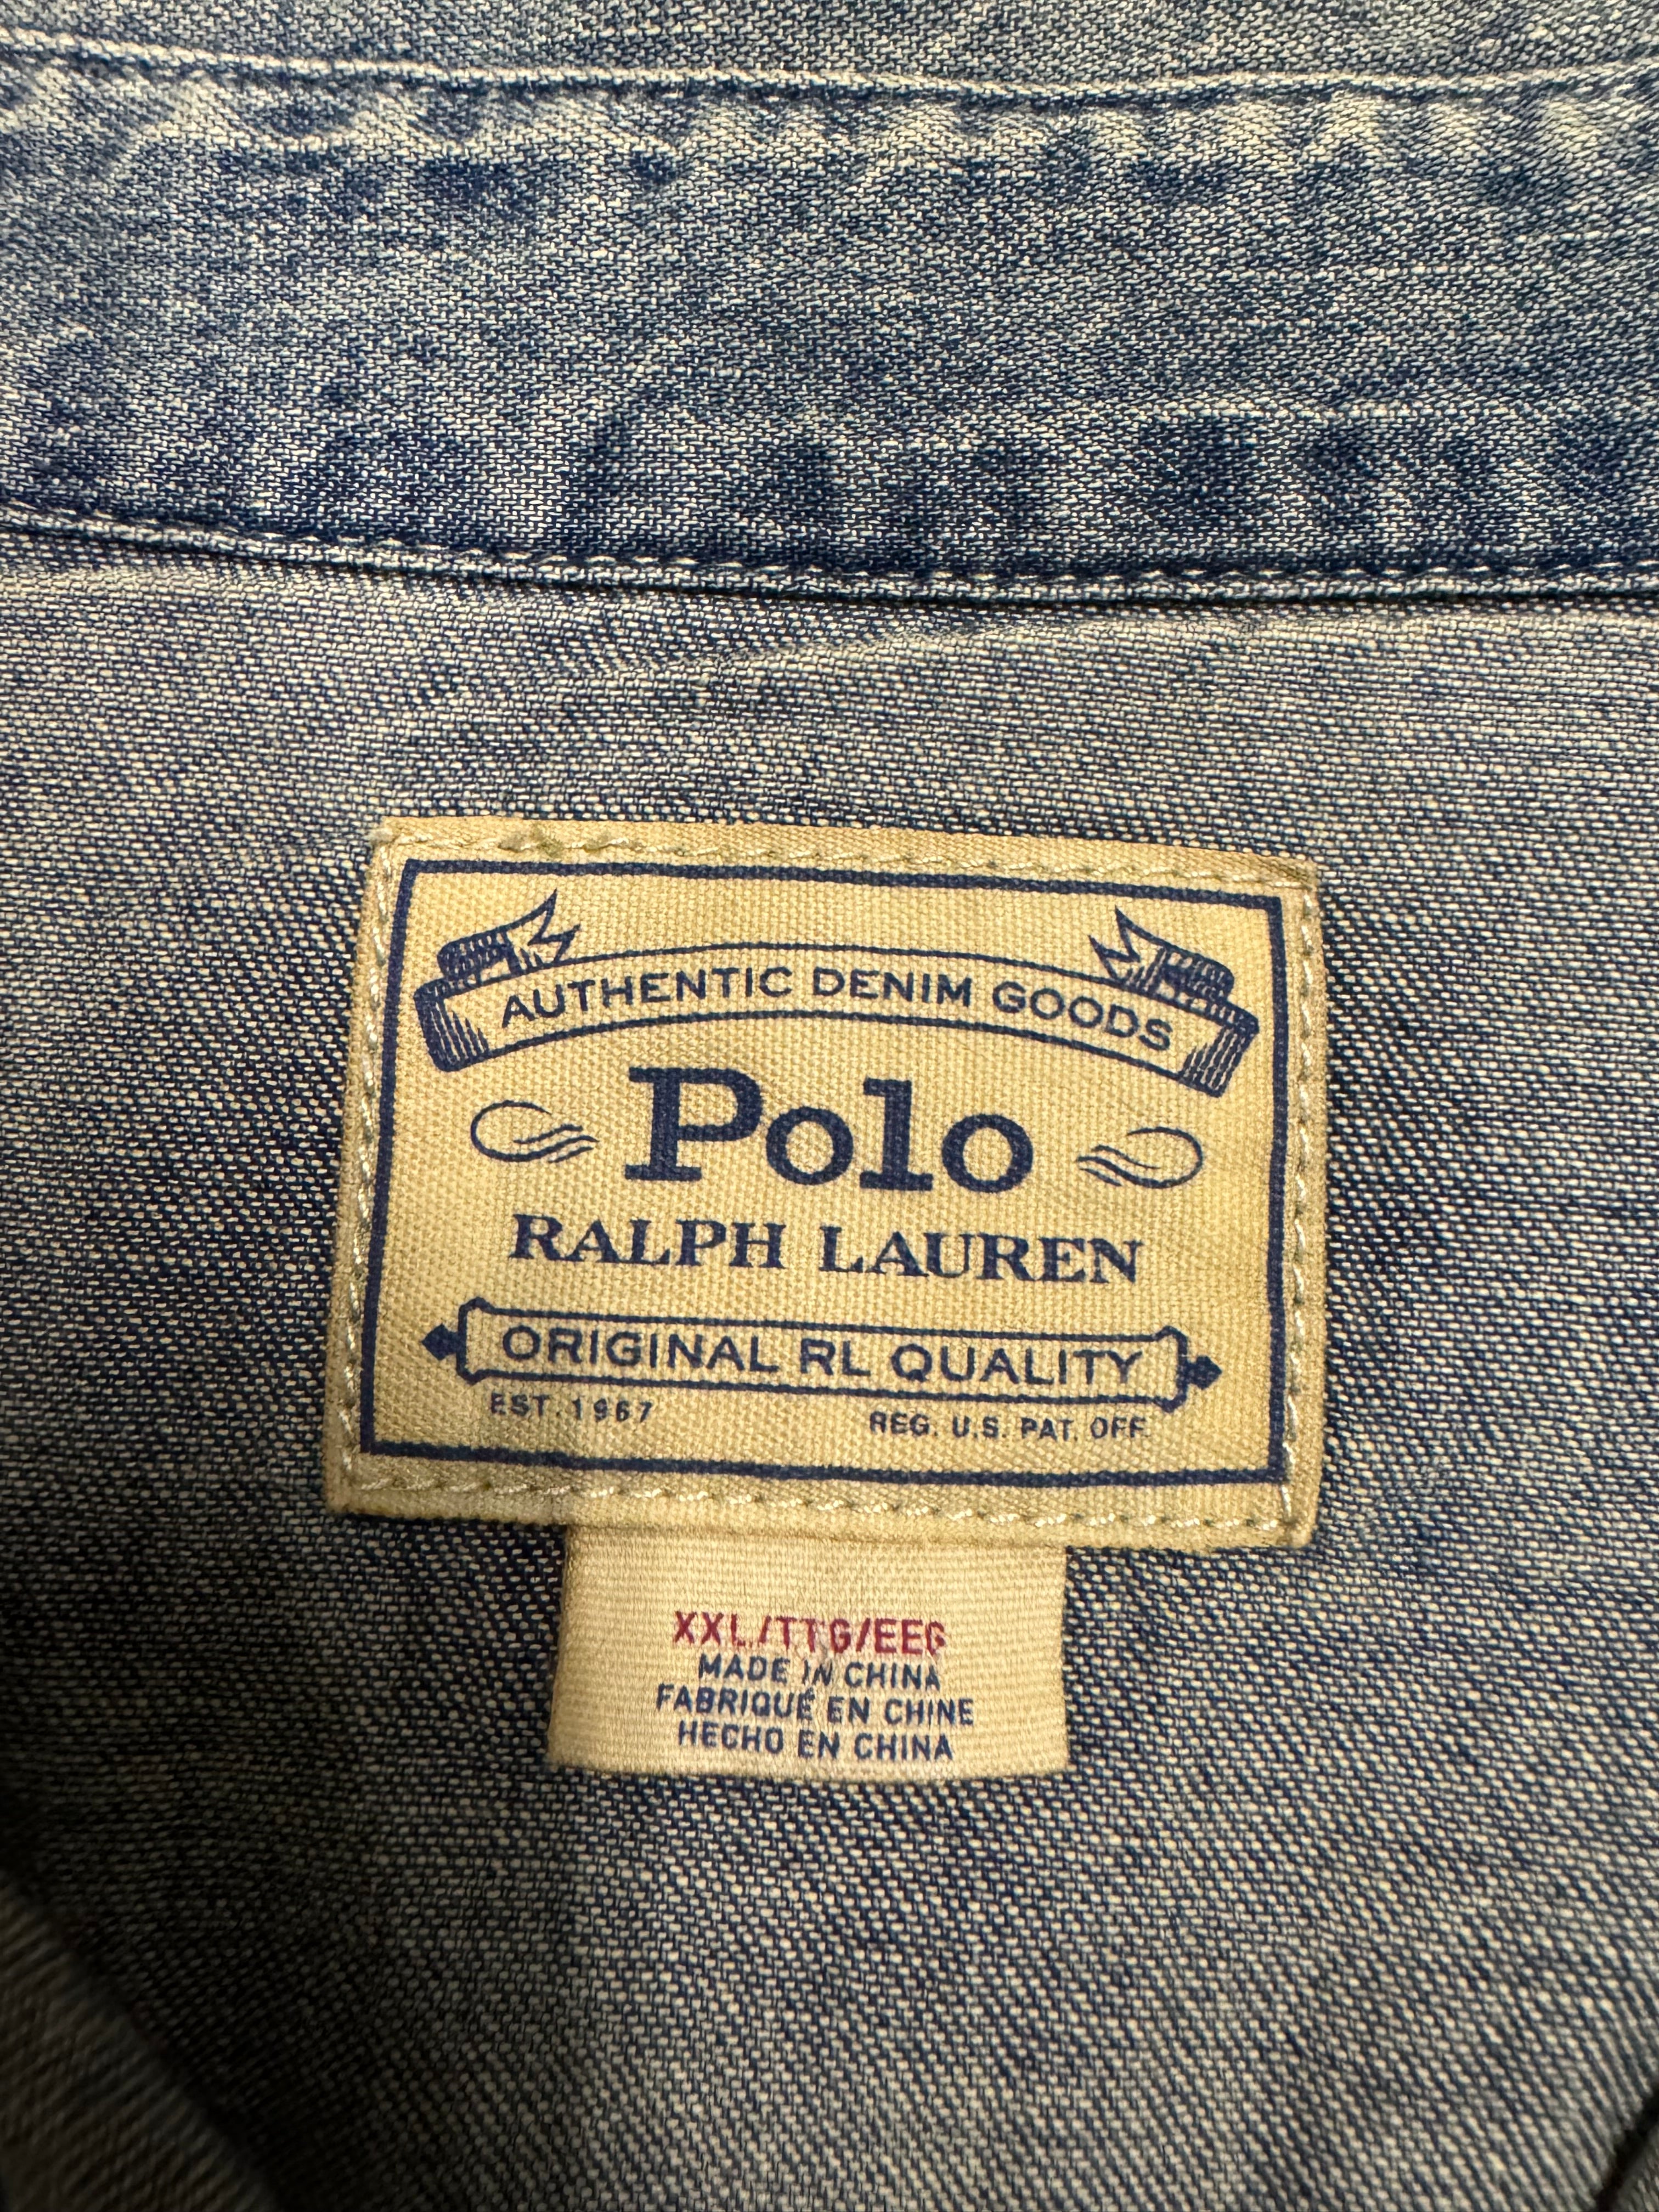 AUTHENTIC DENIM GOODS
Polo
RALPH LAUREN
ORIGINAL RL QUALITY
EST. 1967 REG. U.S. PAT. OFF.
XXL/TTG/EEG
MADE IN CHINA
FABRIQUÉ EN CHINE
HECHO EN CHINA